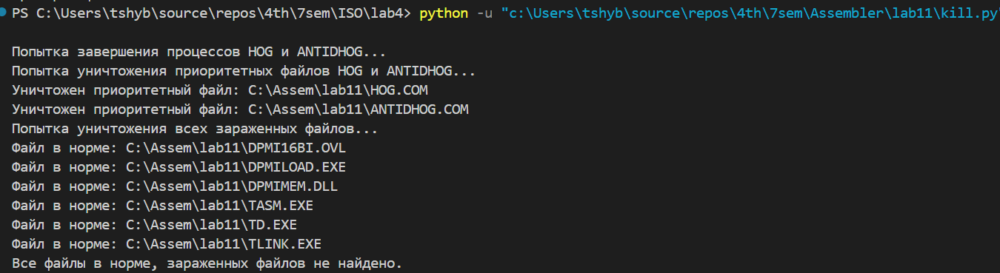 PS C:\Users\tshyb\source\repos\4th\7sem\ISO\lab4> python -u "c:\Users\tshyb\source\repos\4th\7sem\Assembler\lab11\kill.py"
Попытка завершения процессов HOG и ANTIDHOG...
Попытка уничтожения приоритетных файлов HOG и ANTIDHOG...
Уничтожен приоритетный файл: C:\Assem\lab11\HOG.COM
Уничтожен приоритетный файл: C:\Assem\lab11\ANTIDHOG.COM
Попытка уничтожения всех зараженных файлов...
Файл в норме: C:\Assem\lab11\DPMI16BI.OVL
Файл в норме: C:\Assem\lab11\DPMILOAD.EXE
Файл в норме: C:\Assem\lab11\DPMIMEM.DLL
Файл в норме: C:\Assem\lab11\TASM.EXE
Файл в норме: C:\Assem\lab11\TD.EXE
Файл в норме: C:\Assem\lab11\TLINK.EXE
Все файлы в норме, зараженных файлов не найдено.